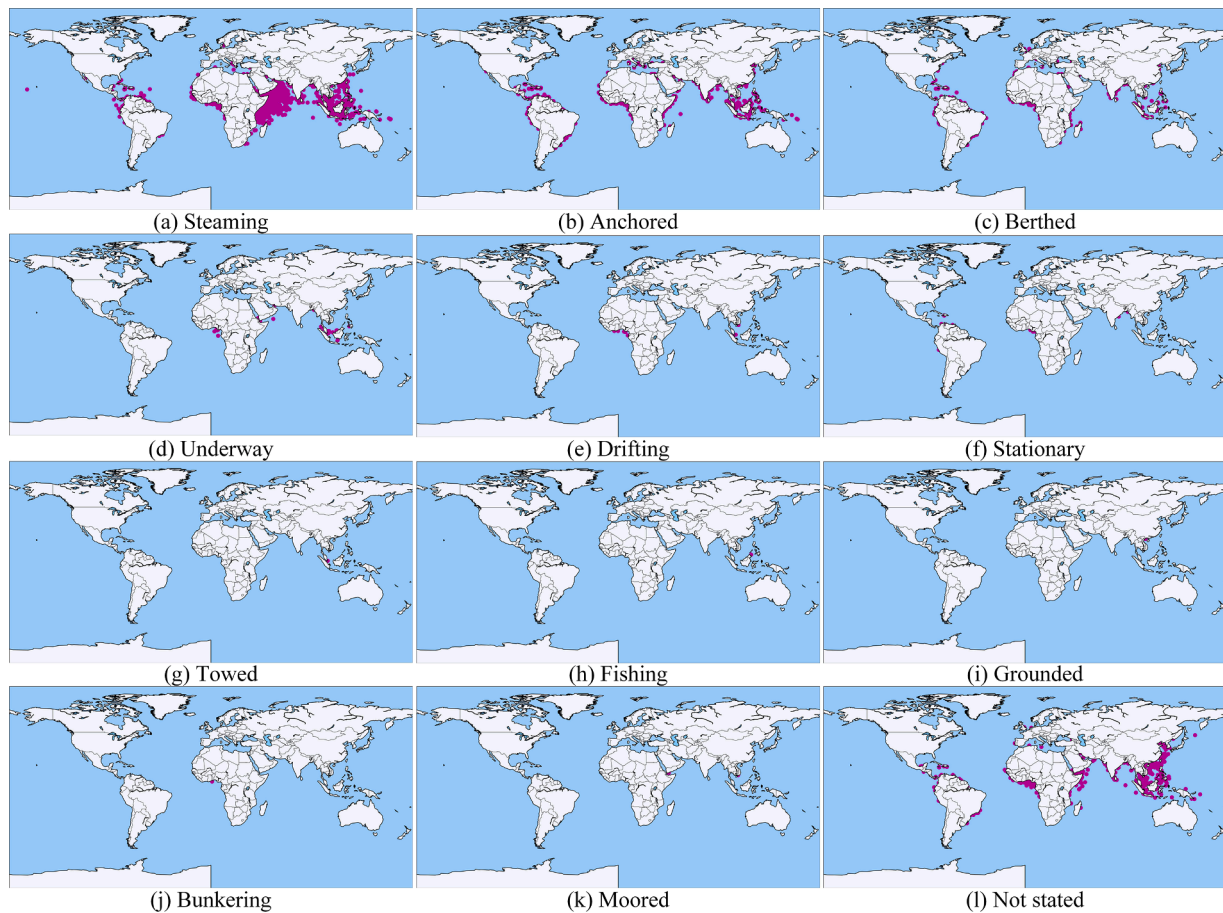 (a) Steaming
(b) Anchored
(c) Berthed
(d) Underway
(e) Drifting
(f) Stationary
(g) Towed
(h) Fishing
(i) Grounded
(j) Bunkering
(k) Moored
(l) Not stated